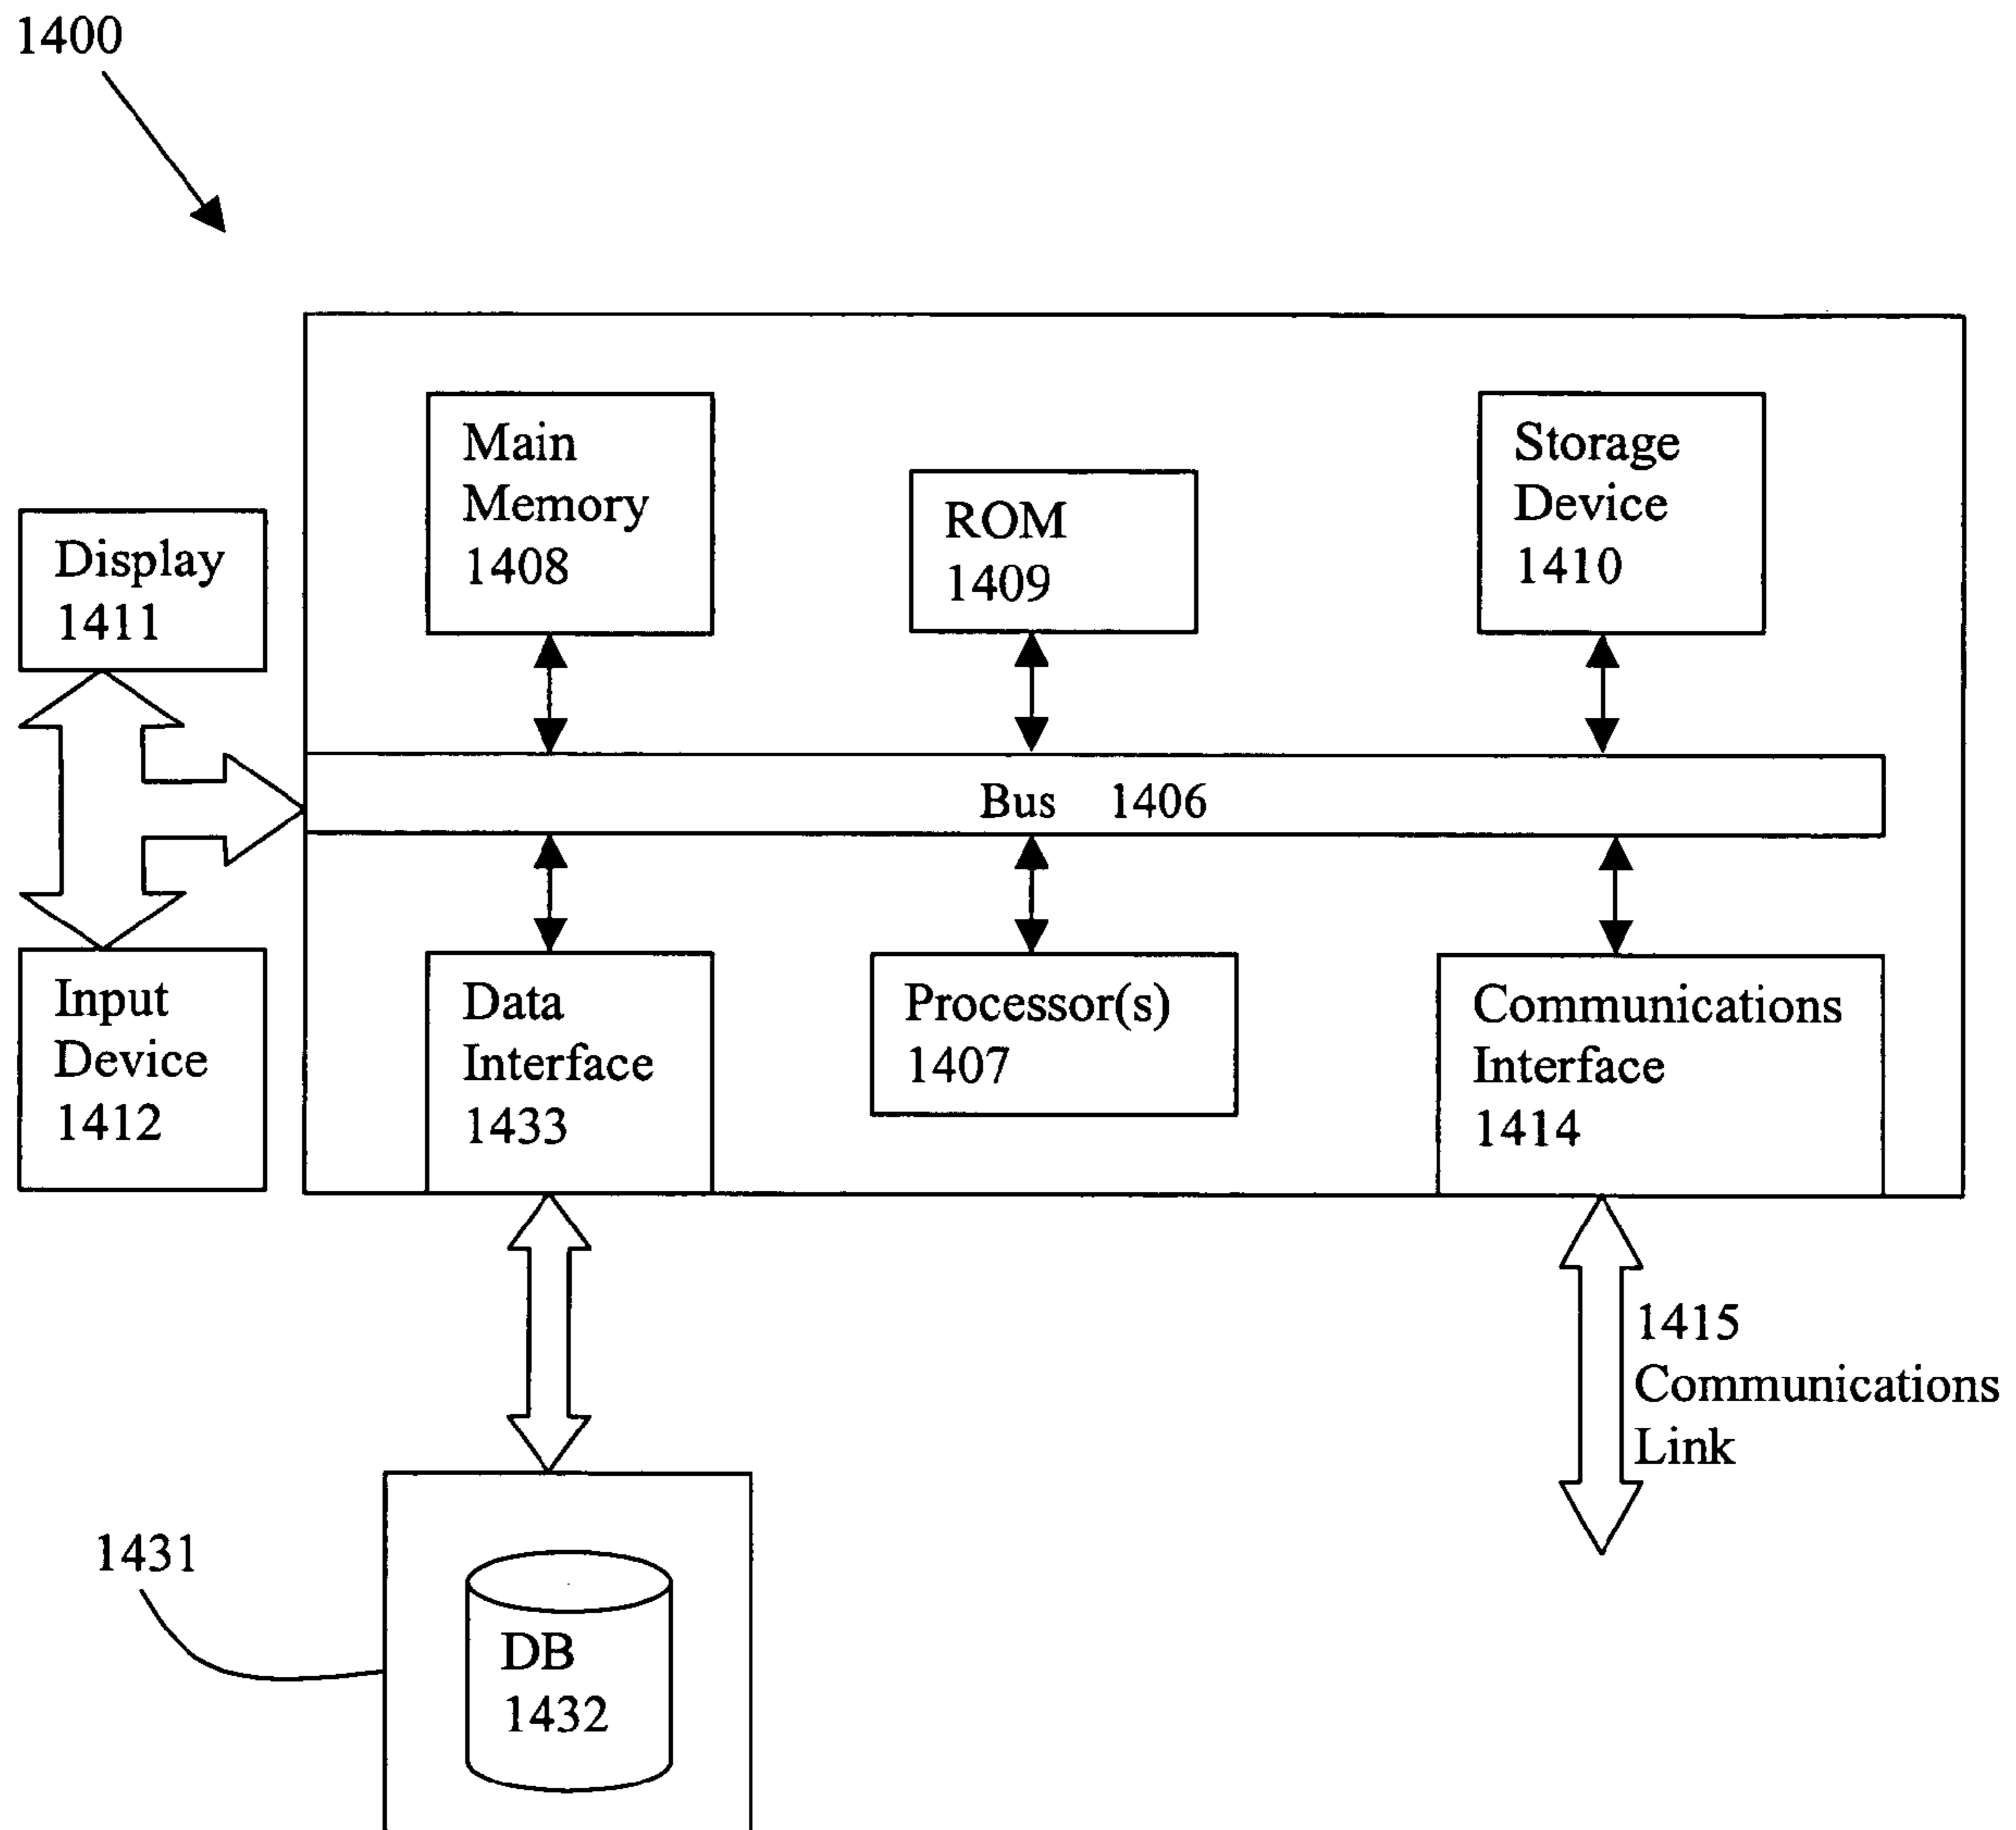 1400
Main
Memory
1408
ROM
1409
Storage
Device
1410
Display
1411
Bus 1406
Input
Device
1412
Data
Interface
1433
Processor(s)
1407
Communications
Interface
1414
1415
Communications
Link
1431
DB
1432